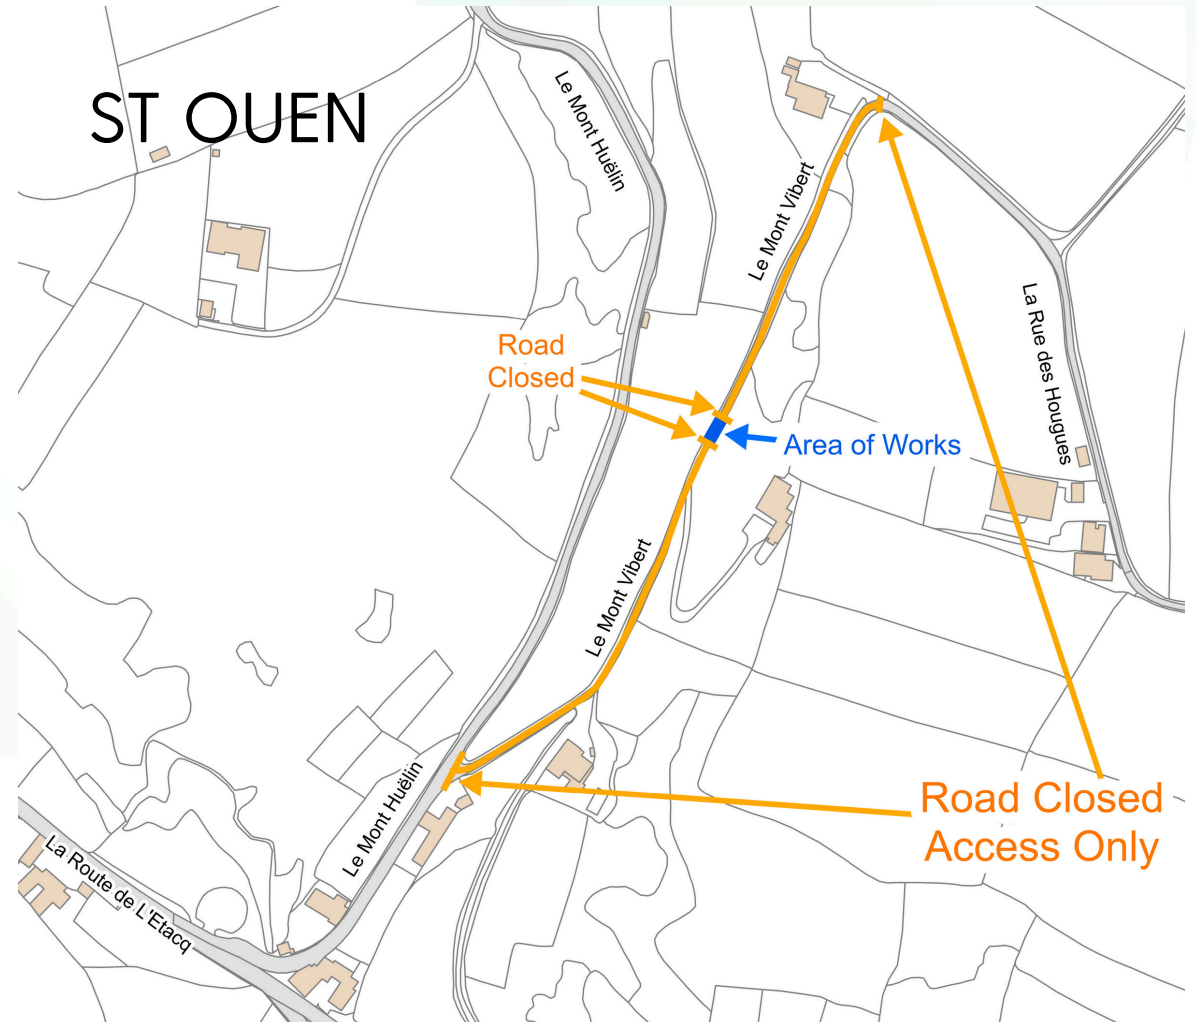 ST OUEN
Le Mont Huëlin
Le Mont Vibert
La Rue des Hougues
Road
Closed
Area of Works
Le Mont Vibert
Le Mont Huëlin
Road Closed
Access Only
La Route de L'Etacq